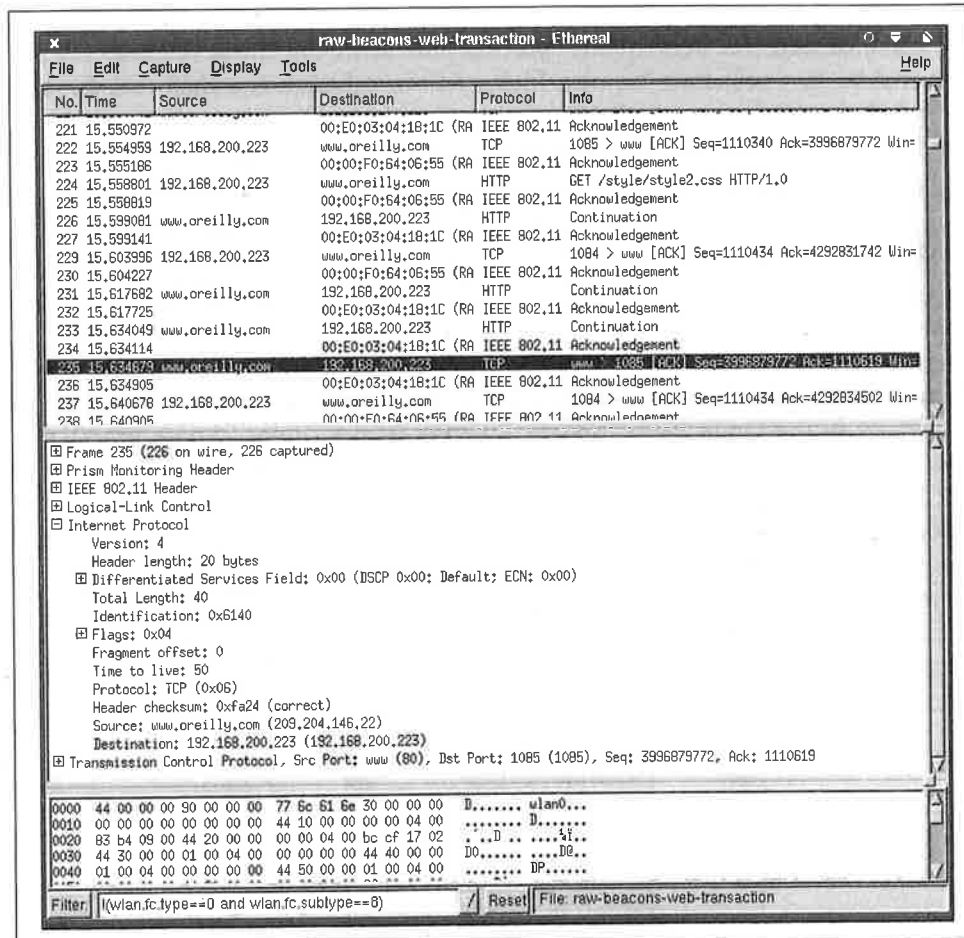 raw-beacons-web-transaction - Ethereal
File Edit Capture Display Tools Help
No. Time Source Destination Protocol Info
221 15.550972 00:E0:03:04:18:1C (RA IEEE 802.11 Acknowledgement
222 15.554959 192.168.200.223 www.oreilly.com TCP 1085 > www [ACK] Seq=1110340 Ack=3996879772 Win=
223 15.555186 00:00:F0:64:06:55 (RA IEEE 802.11 Acknowledgement
224 15.558801 192.168.200.223 www.oreilly.com HTTP GET /style/style2.css HTTP/1.0
225 15.558819 00:00:F0:64:06:55 (RA IEEE 802.11 Acknowledgement
226 15.599081 www.oreilly.com 192.168.200.223 HTTP Continuation
227 15.599141 00:E0:03:04:18:1C (RA IEEE 802.11 Acknowledgement
229 15.603996 192.168.200.223 www.oreilly.com TCP 1084 > www [ACK] Seq=1110434 Ack=4292831742 Win=
230 15.604227 00:00:F0:64:06:55 (RA IEEE 802.11 Acknowledgement
231 15.617682 www.oreilly.com 192.168.200.223 HTTP Continuation
232 15.617725 00:E0:03:04:18:1C (RA IEEE 802.11 Acknowledgement
233 15.634049 www.oreilly.com 192.168.200.223 HTTP Continuation
234 15.634114 00:E0:03:04:18:1C (RA IEEE 802.11 Acknowledgement
235 15.634679 www.oreilly.com 192.168.200.223 TCP www > 1085 [ACK] Seq=3996879772 Ack=1110619 Win=
236 15.634905 00:E0:03:04:18:1C (RA IEEE 802.11 Acknowledgement
237 15.640678 192.168.200.223 www.oreilly.com TCP 1084 > www [ACK] Seq=1110434 Ack=4292834502 Win=
238 15.640905 00:00:F0:64:06:55 (RA IEEE 802.11 Acknowledgement
Frame 235 (226 on wire, 226 captured)
Prism Monitoring Header
IEEE 802.11 Header
Logical-Link Control
Internet Protocol
Version: 4
Header length: 20 bytes
Differentiated Services Field: 0x00 (DSCP 0x00: Default; ECN: 0x00)
Total Length: 40
Identification: 0x6140
Flags: 0x04
Fragment offset: 0
Time to live: 50
Protocol: TCP (0x06)
Header checksum: 0xfa24 (correct)
Source: www.oreilly.com (209.204.146.22)
Destination: 192.168.200.223 (192.168.200.223)
Transmission Control Protocol, Src Port: www (80), Dst Port: 1085 (1085), Seq: 3996879772, Ack: 1110619
0000 44 00 00 00 90 00 00 00 77 6c 61 6e 30 00 00 00 D....... wlan0...
0010 00 00 00 00 00 00 00 00 44 10 00 00 00 00 04 00 ........ D.......
0020 83 b4 09 00 44 20 00 00 00 00 04 00 bc cf 17 02 .´..D .. ....¼Ï..
0030 44 30 00 00 01 00 04 00 00 00 00 00 44 40 00 00 D0...... ....D@..
0040 01 00 04 00 00 00 00 00 44 50 00 00 01 00 04 00 ........ DP......
Filter: !(wlan.fc.type==0 and wlan.fc.subtype==8) / Reset File: raw-beacons-web-transaction